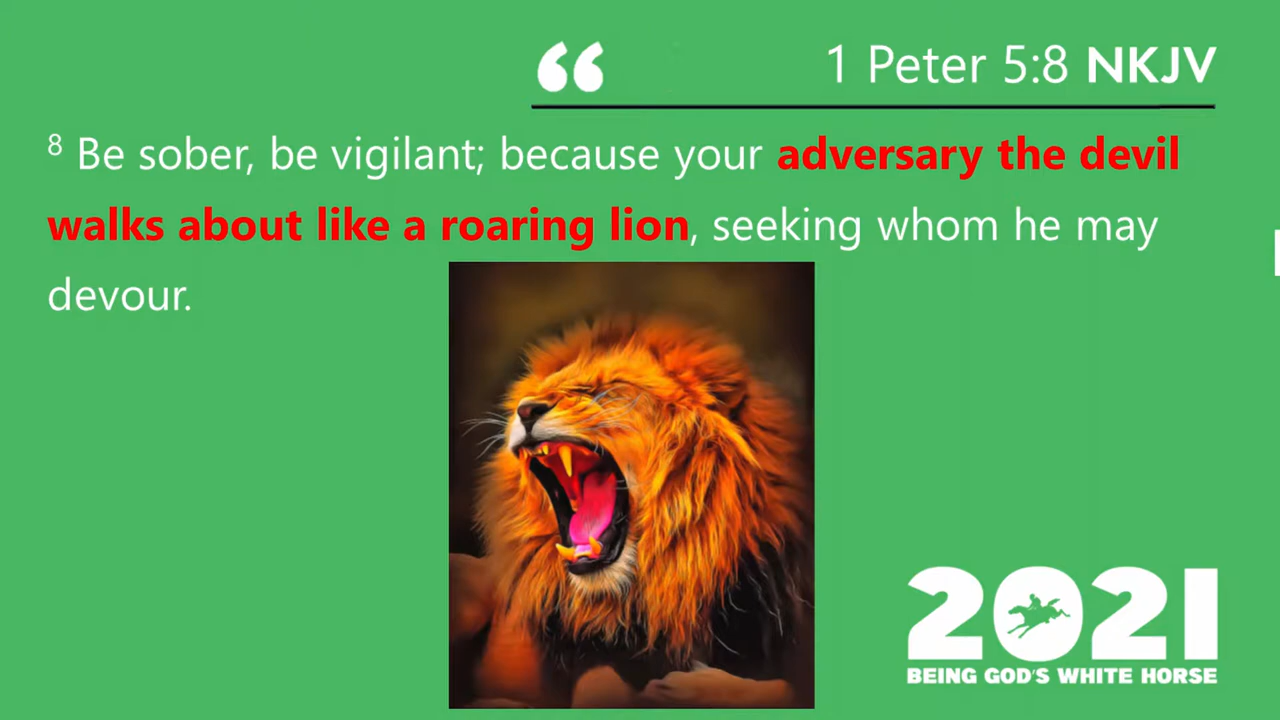 “ 1 Peter 5:8 NKJV
8 Be sober, be vigilant; because your adversary the devil
walks about like a roaring lion, seeking whom he may
devour.
2021
BEING GOD'S WHITE HORSE